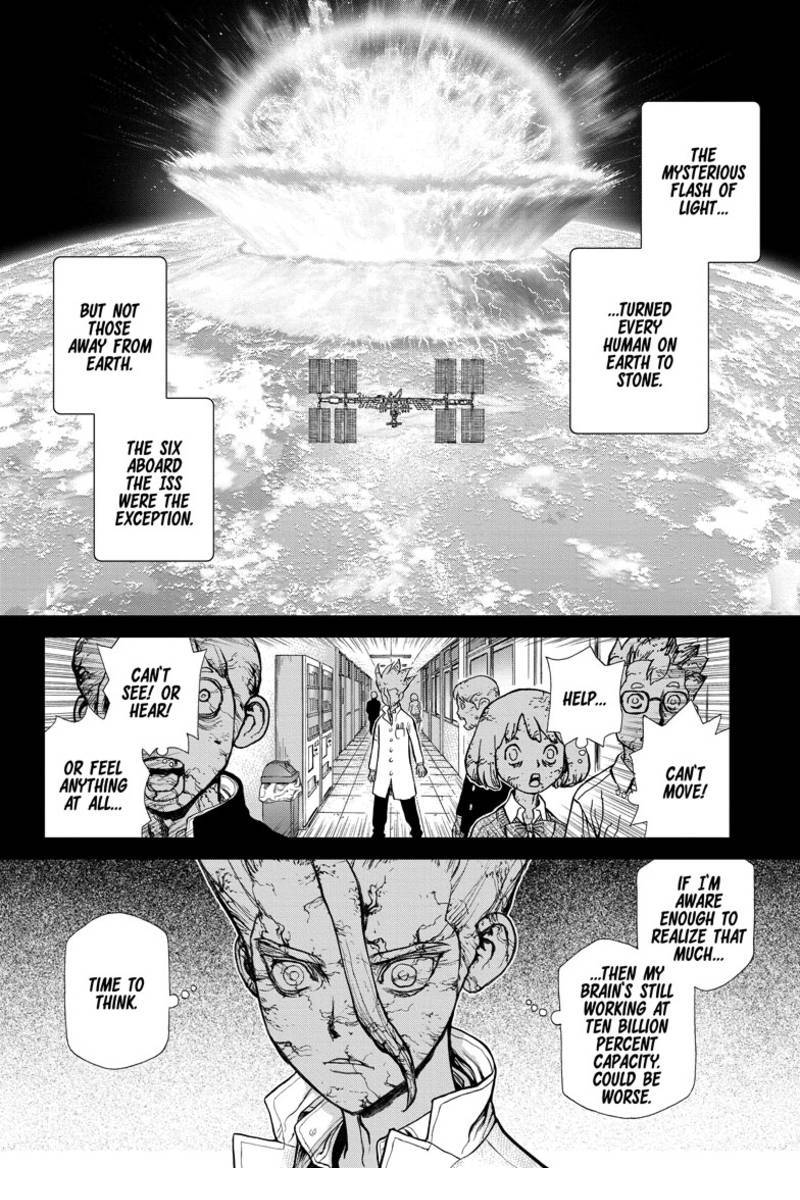 THE
MYSTERIOUS
FLASH OF
LIGHT...
...TURNED
EVERY
HUMAN ON
EARTH TO
STONE.
BUT NOT
THOSE
AWAY FROM
EARTH.
THE SIX
ABOARD
THE ISS
WERE THE
EXCEPTION.
HELP...
CAN'T
MOVE!
CAN'T
SEE! OR
HEAR!
OR FEEL
ANYTHING
AT ALL...
IF I'M
AWARE
ENOUGH TO
REALIZE THAT
MUCH...
...THEN MY
BRAIN'S STILL
WORKING AT
TEN BILLION
PERCENT
CAPACITY.
COULD BE
WORSE.
TIME TO
THINK.